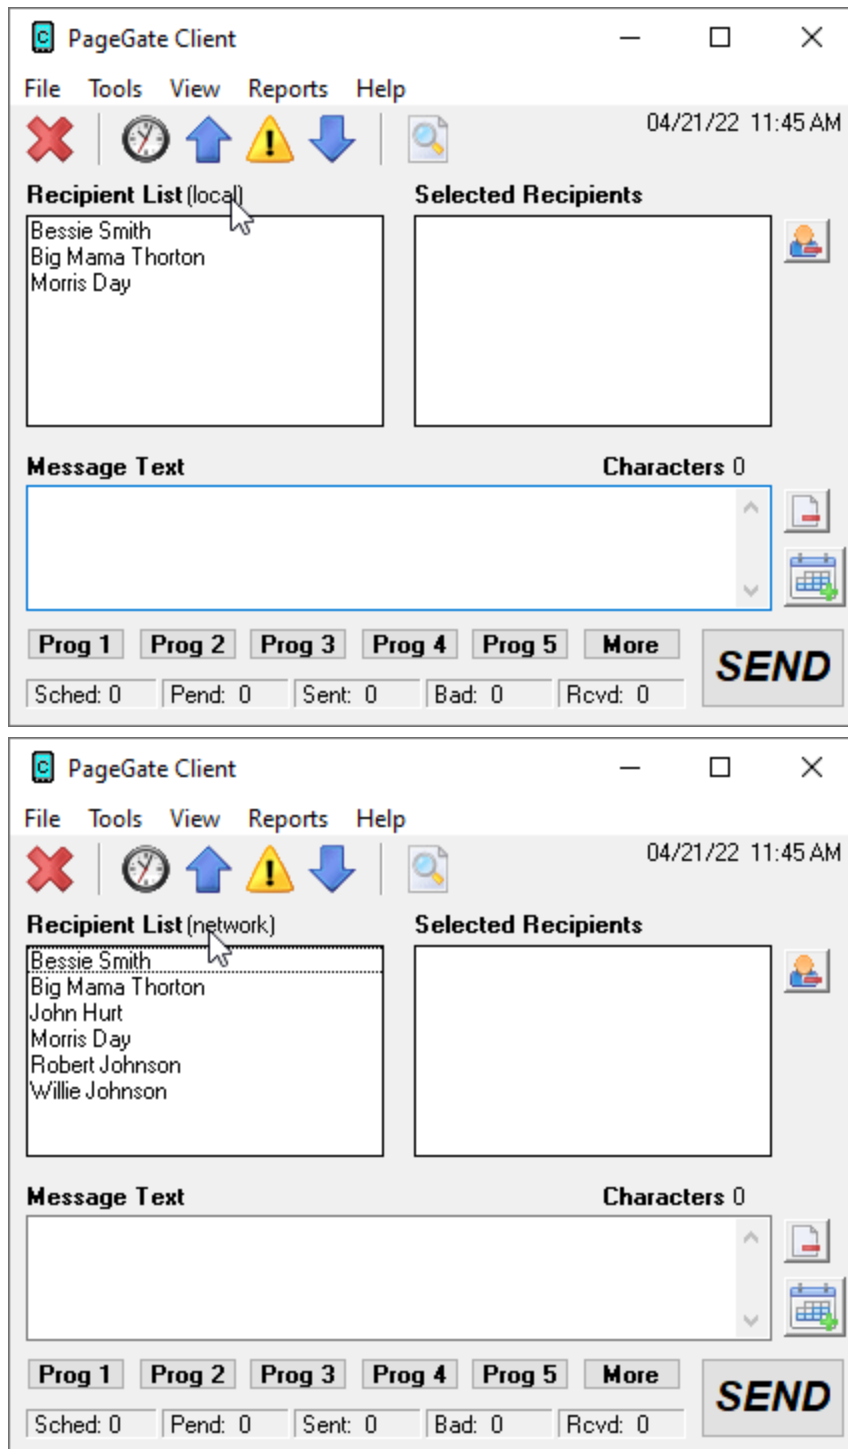 PageGate Client
File Tools View Reports Help
04/21/22 11:45 AM
Recipient List (local) Selected Recipients
Bessie Smith
Big Mama Thorton
Morris Day
Message Text Characters 0
Prog 1 Prog 2 Prog 3 Prog 4 Prog 5 More
SEND
Sched: 0 Pend: 0 Sent: 0 Bad: 0 Rcvd: 0
PageGate Client
File Tools View Reports Help
04/21/22 11:45 AM
Recipient List (network) Selected Recipients
Bessie Smith
Big Mama Thorton
John Hurt
Morris Day
Robert Johnson
Willie Johnson
Message Text Characters 0
Prog 1 Prog 2 Prog 3 Prog 4 Prog 5 More
SEND
Sched: 0 Pend: 0 Sent: 0 Bad: 0 Rcvd: 0